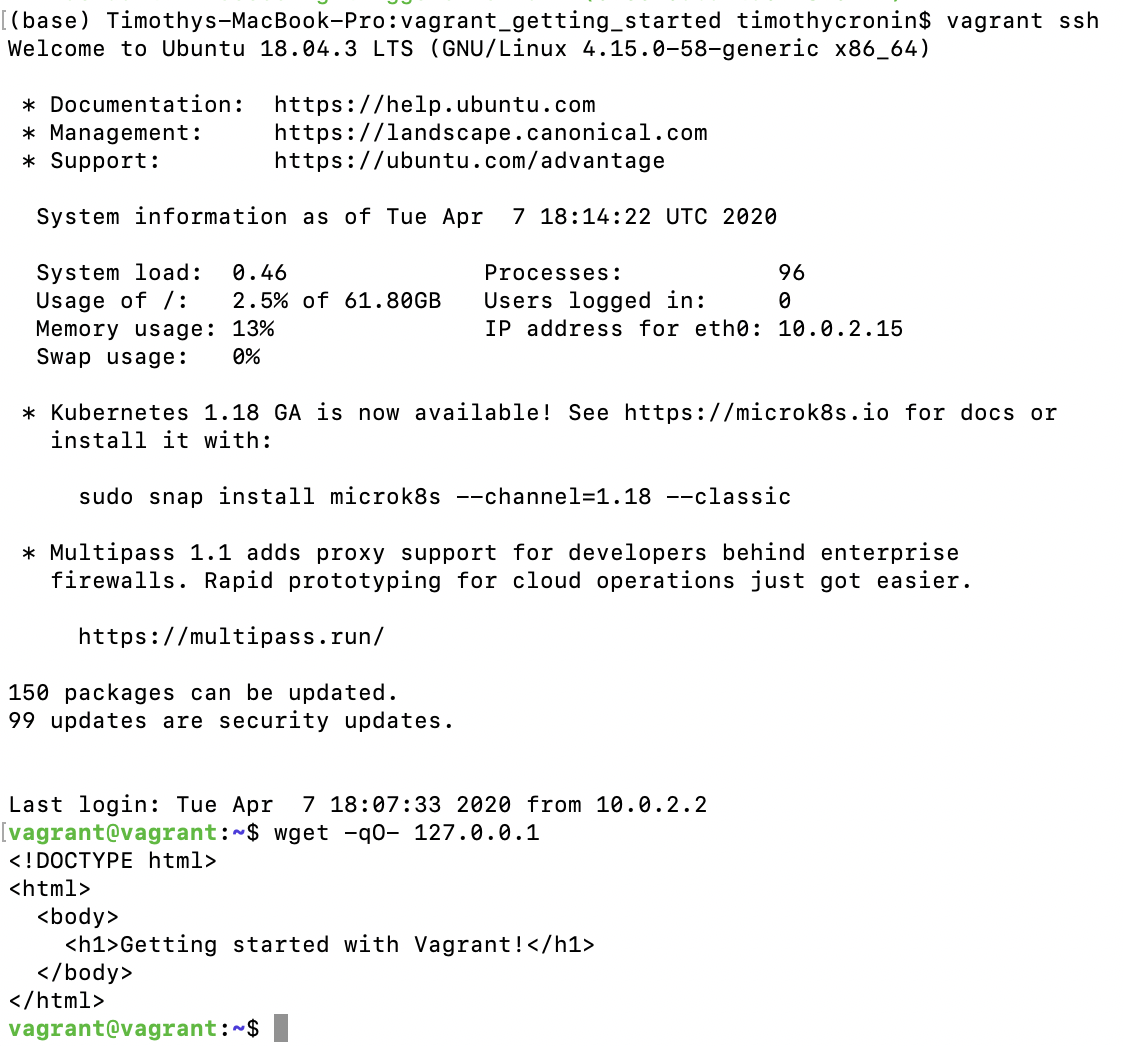 (base) Timothys-MacBook-Pro:vagrant_getting_started timothycronin$ vagrant ssh
Welcome to Ubuntu 18.04.3 LTS (GNU/Linux 4.15.0-58-generic x86_64)

 * Documentation:  https://help.ubuntu.com
 * Management:     https://landscape.canonical.com
 * Support:        https://ubuntu.com/advantage

  System information as of Tue Apr  7 18:14:22 UTC 2020

  System load:  0.46              Processes:           96
  Usage of /:   2.5% of 61.80GB   Users logged in:     0
  Memory usage: 13%               IP address for eth0: 10.0.2.15
  Swap usage:   0%

 * Kubernetes 1.18 GA is now available! See https://microk8s.io for docs or
   install it with:

     sudo snap install microk8s --channel=1.18 --classic

 * Multipass 1.1 adds proxy support for developers behind enterprise
   firewalls. Rapid prototyping for cloud operations just got easier.

     https://multipass.run/

150 packages can be updated.
99 updates are security updates.


Last login: Tue Apr  7 18:07:33 2020 from 10.0.2.2
vagrant@vagrant:~$ wget -qO- 127.0.0.1
<!DOCTYPE html>
<html>
  <body>
    <h1>Getting started with Vagrant!</h1>
  </body>
</html>
vagrant@vagrant:~$